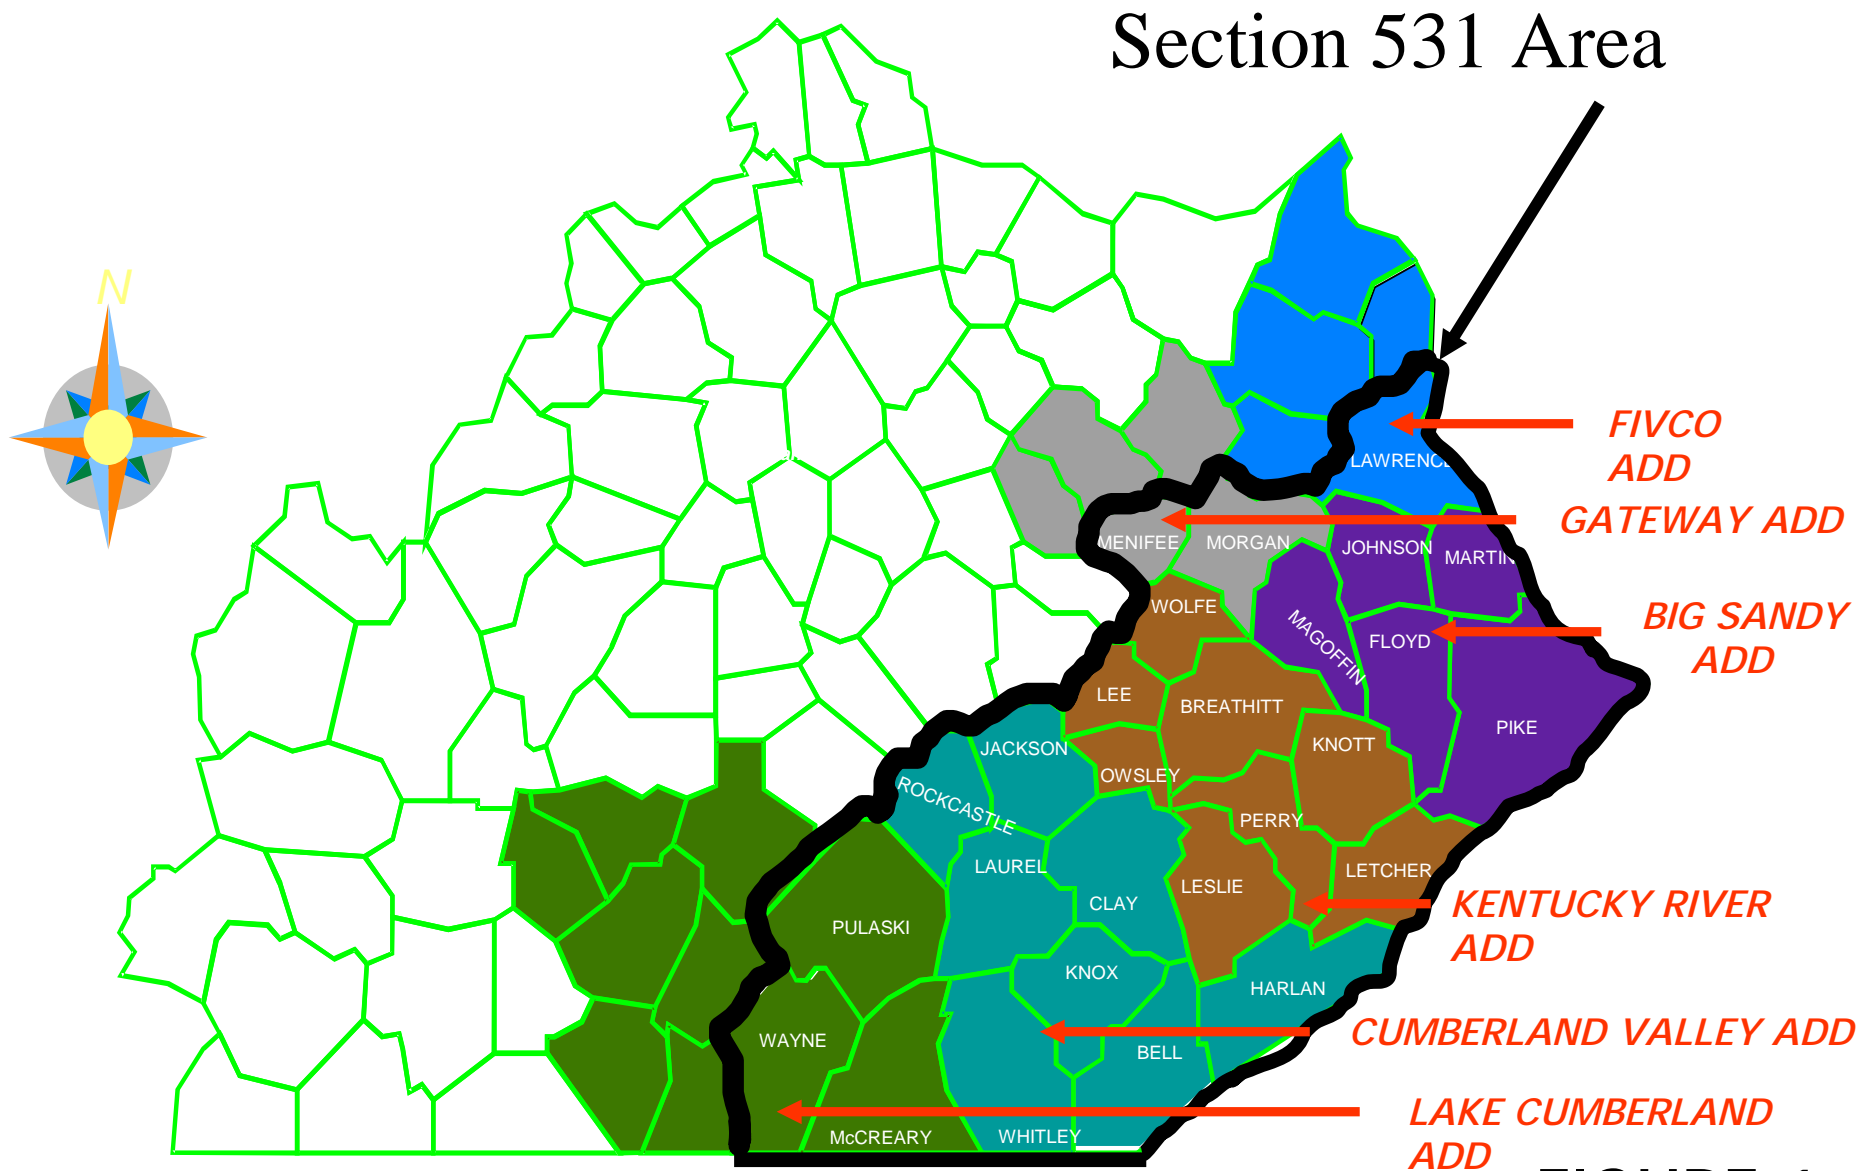 Section 531 Area
N
FIVCO
ADD
LAWRENCE
GATEWAY ADD
MENIFEE
MORGAN
JOHNSON
MARTIN
WOLFE
BIG SANDY
ADD
MAGOFFIN
FLOYD
LEE
BREATHITT
PIKE
JACKSON
KNOTT
OWSLEY
ROCKCASTLE
PERRY
LAUREL
LETCHER
LESLIE
CLAY
KENTUCKY RIVER
ADD
PULASKI
KNOX
HARLAN
CUMBERLAND VALLEY ADD
WAYNE
BELL
LAKE CUMBERLAND
ADD
McCREARY
WHITLEY